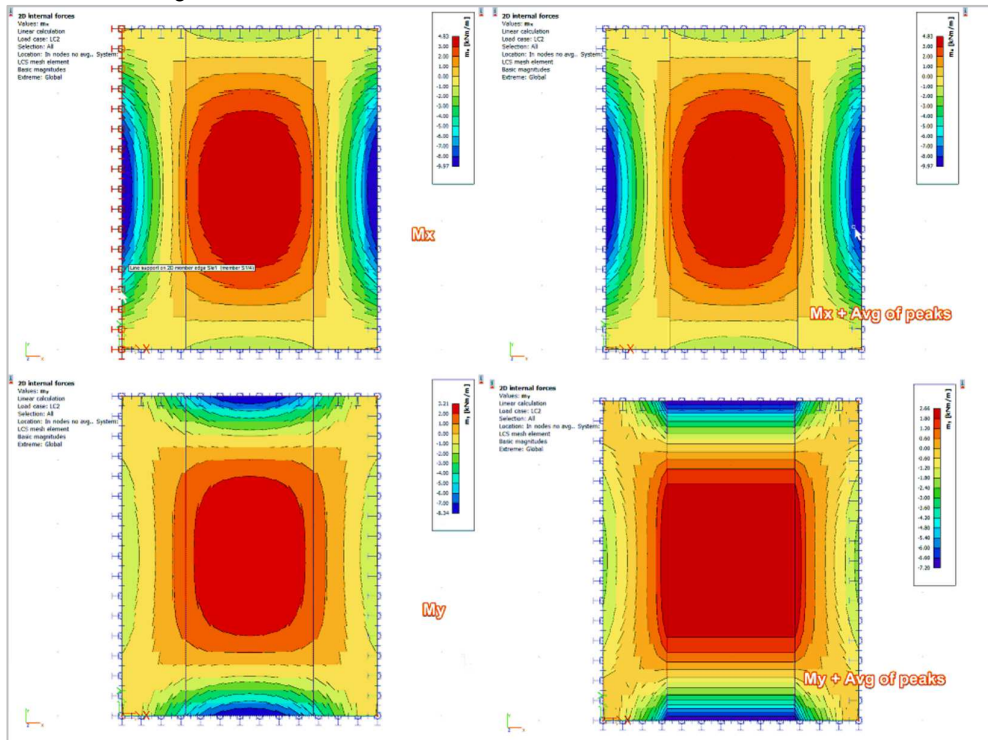 2D internal forces
Values: mx
Linear calculation
Load case: LC2
Selection: All
Location: In nodes no avg.. System:
LCS mesh element
Basic magnitudes
Extreme: Global
mx [kNm/m]
4.83
3.00
2.00
1.00
0.00
-1.00
-2.00
-3.00
-4.00
-5.00
-6.00
-7.00
-8.00
-9.97
Mx
Line support on 2D member edge
X
2D internal forces
Values: mx
Linear calculation
Load case: LC2
Selection: All
Location: In nodes no avg.. System:
LCS mesh element
Basic magnitudes
Extreme: Global
mx [kNm/m]
4.83
3.00
2.00
1.00
0.00
-1.00
-2.00
-3.00
-4.00
-5.00
-6.00
-7.00
-8.00
-9.97
Mx + Avg of peaks
X
2D internal forces
Values: my
Linear calculation
Load case: LC2
Selection: All
Location: In nodes no avg.. System:
LCS mesh element
Basic magnitudes
Extreme: Global
my [kNm/m]
3.21
2.00
1.00
0.00
-1.00
-2.00
-3.00
-4.00
-5.00
-6.00
-7.00
-8.34
My
X
2D internal forces
Values: my
Linear calculation
Load case: LC2
Selection: All
Location: In nodes no avg.. System:
LCS mesh element
Basic magnitudes
Extreme: Global
my [kNm/m]
2.66
1.80
1.20
0.60
0.00
-0.60
-1.20
-1.80
-2.40
-3.00
-3.60
-4.20
-4.80
-5.40
-6.00
-7.20
My + Avg of peaks
X